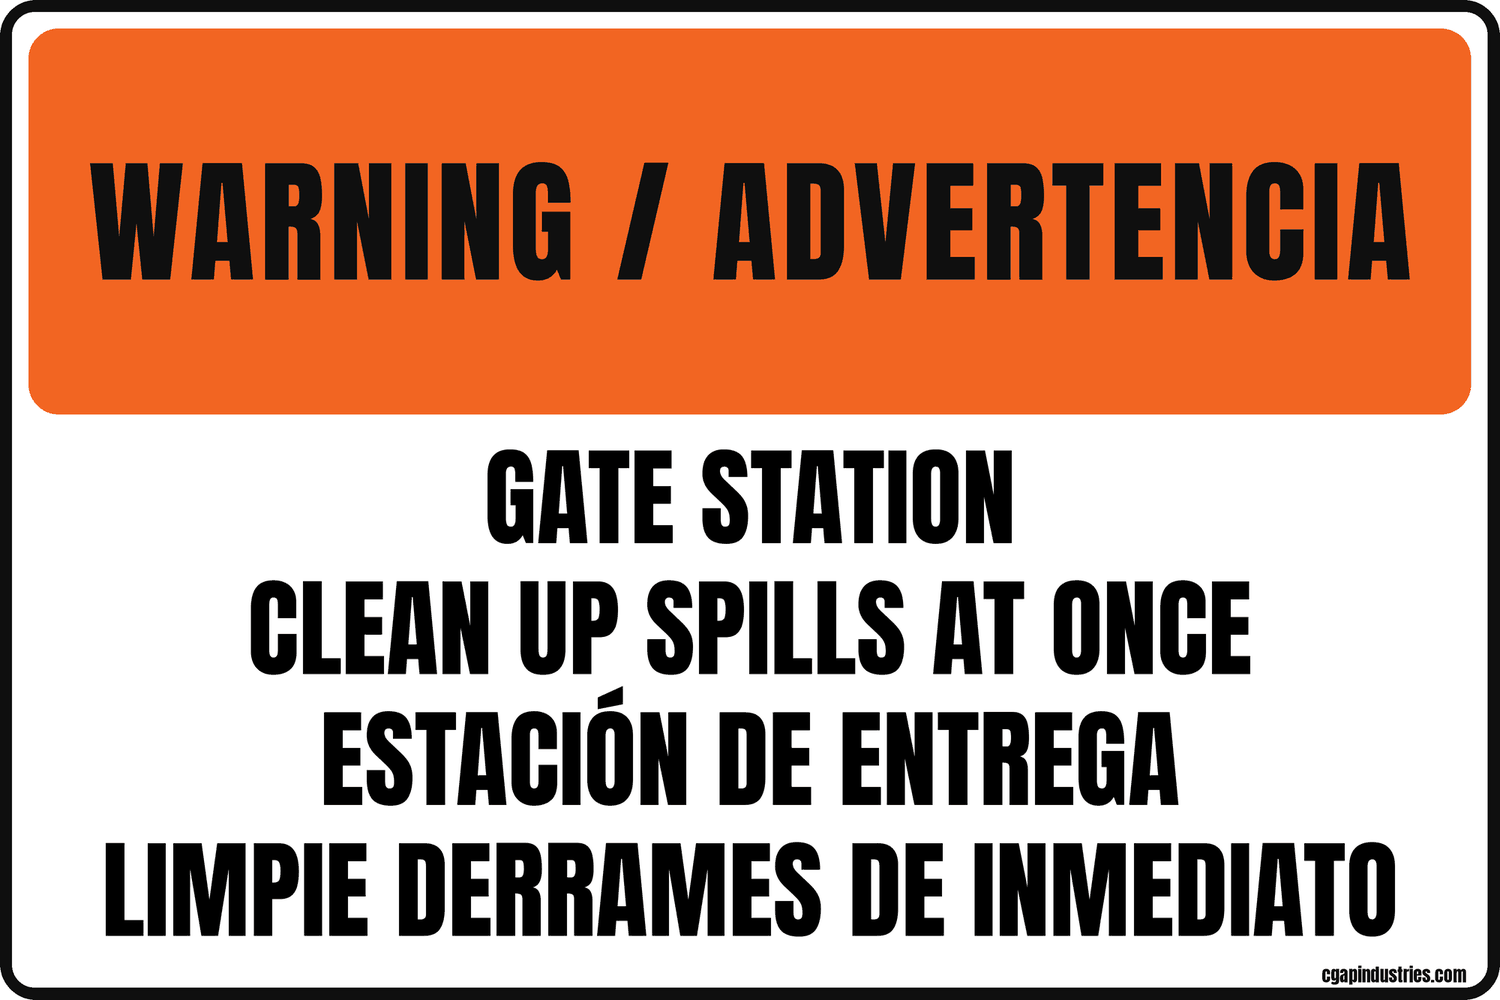 WARNING / ADVERTENCIA
GATE STATION
CLEAN UP SPILLS AT ONCE
ESTACIÓN DE ENTREGA
LIMPIE DERRAMES DE INMEDIATO
cgapindustries.com